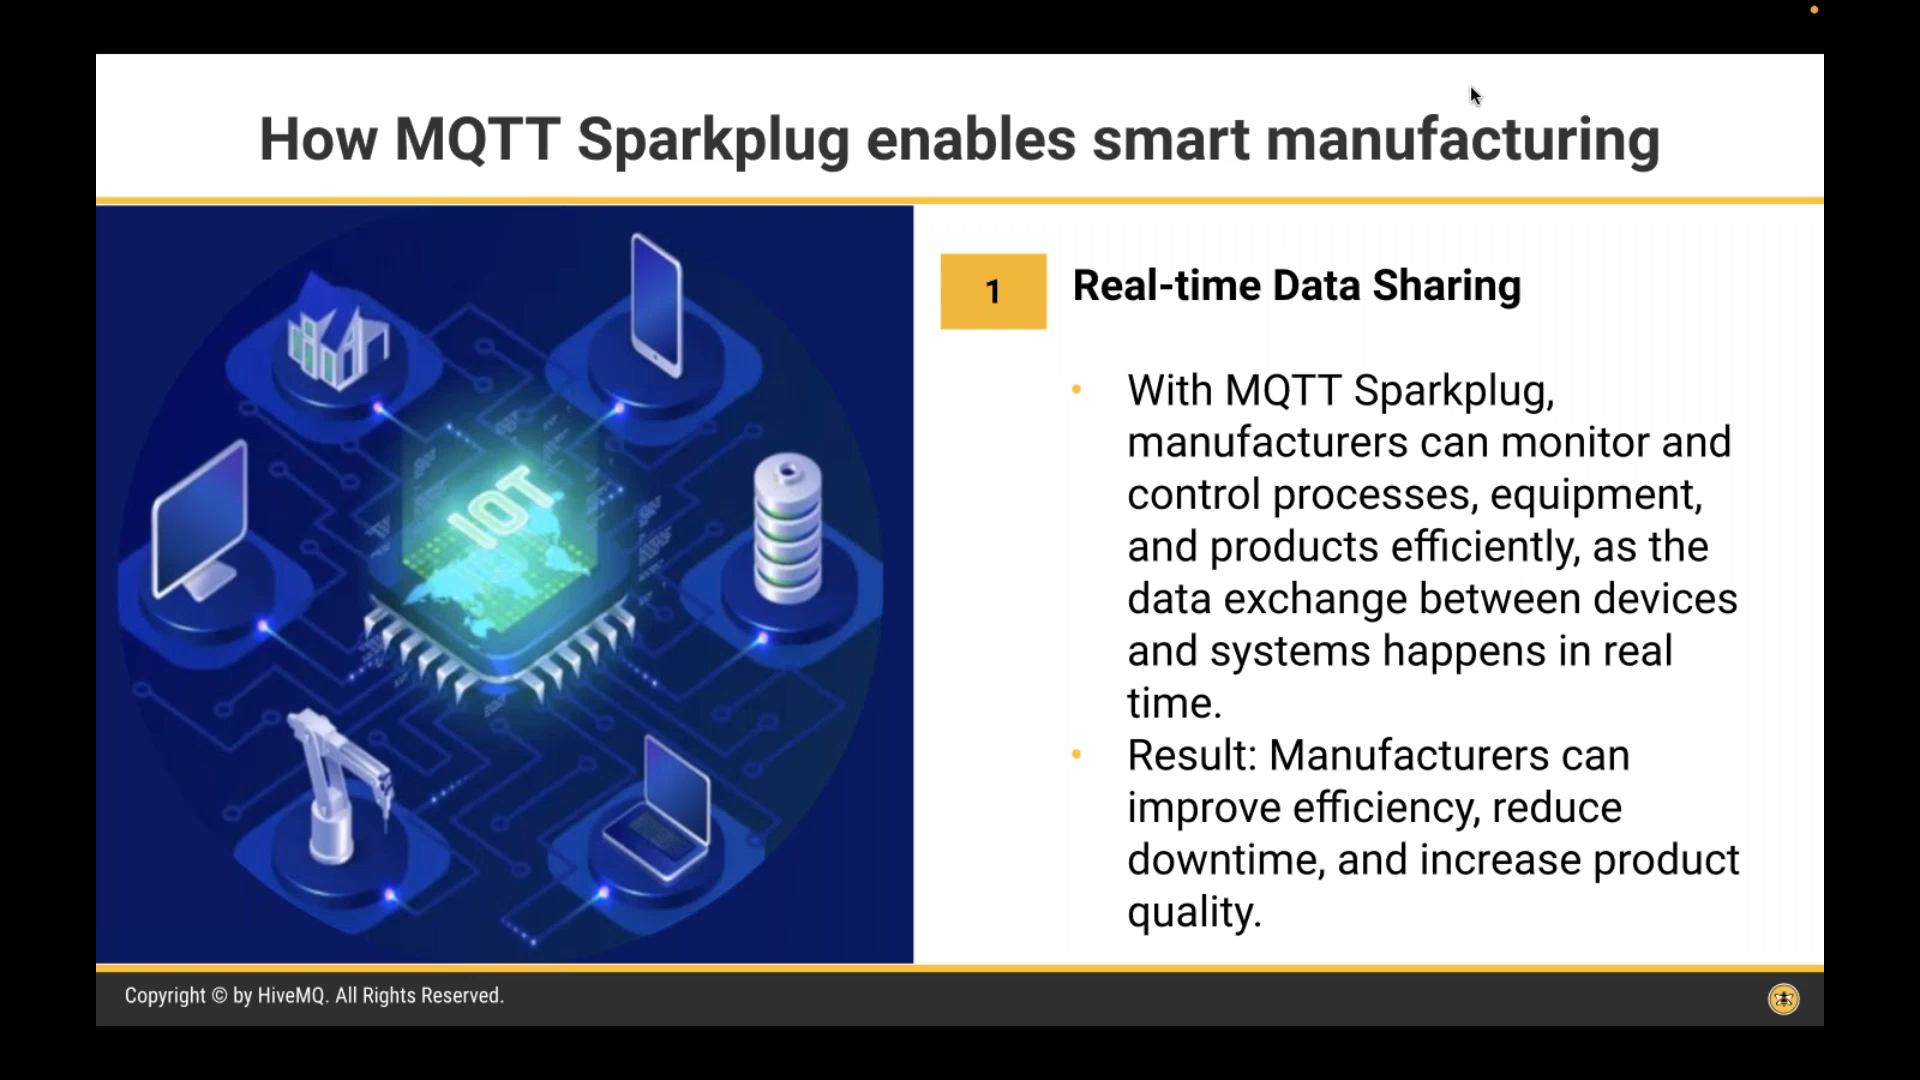 How MQTT Sparkplug enables smart manufacturing
IOT
1
Real-time Data Sharing
• With MQTT Sparkplug,
manufacturers can monitor and
control processes, equipment,
and products efficiently, as the
data exchange between devices
and systems happens in real
time.
• Result: Manufacturers can
improve efficiency, reduce
downtime, and increase product
quality.
Copyright © by HiveMQ. All Rights Reserved.